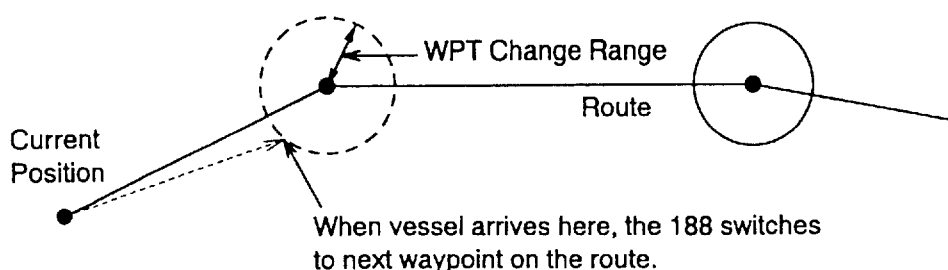 WPT Change Range
Route
Current
Position
When vessel arrives here, the 188 switches
to next waypoint on the route.